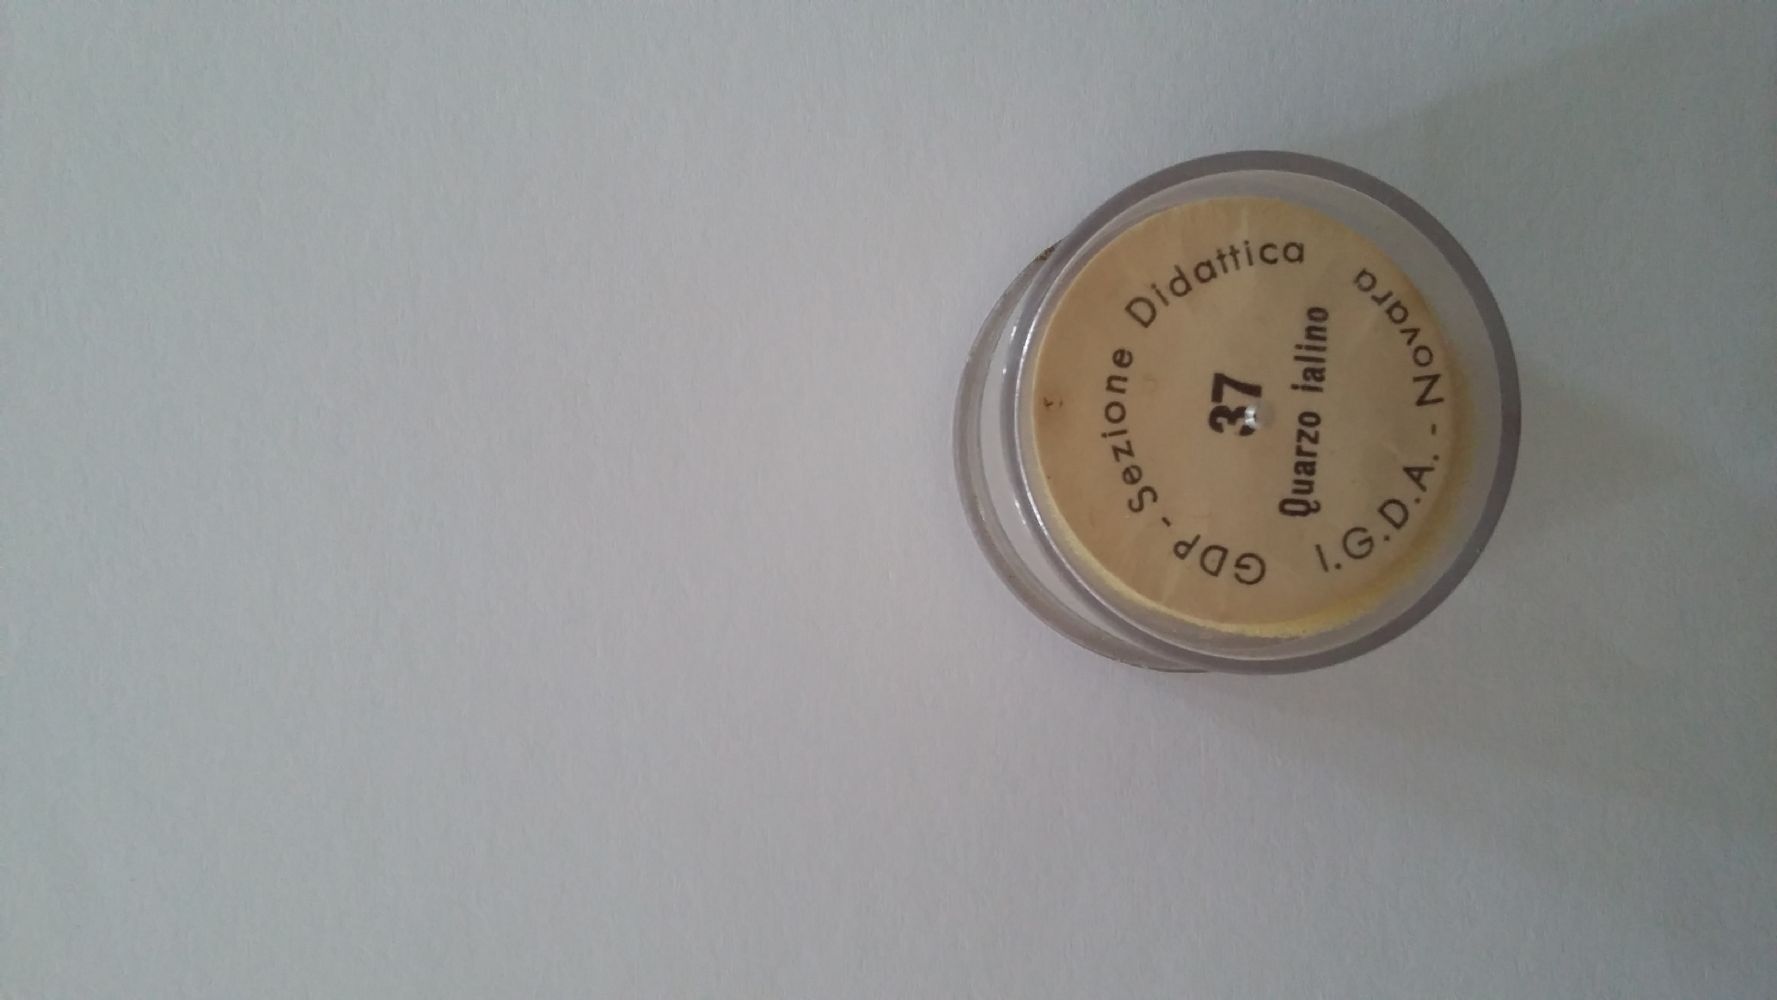 GDP - Sezione Didattica
37
Quarzo ialino
I.G.D.A. - Novara